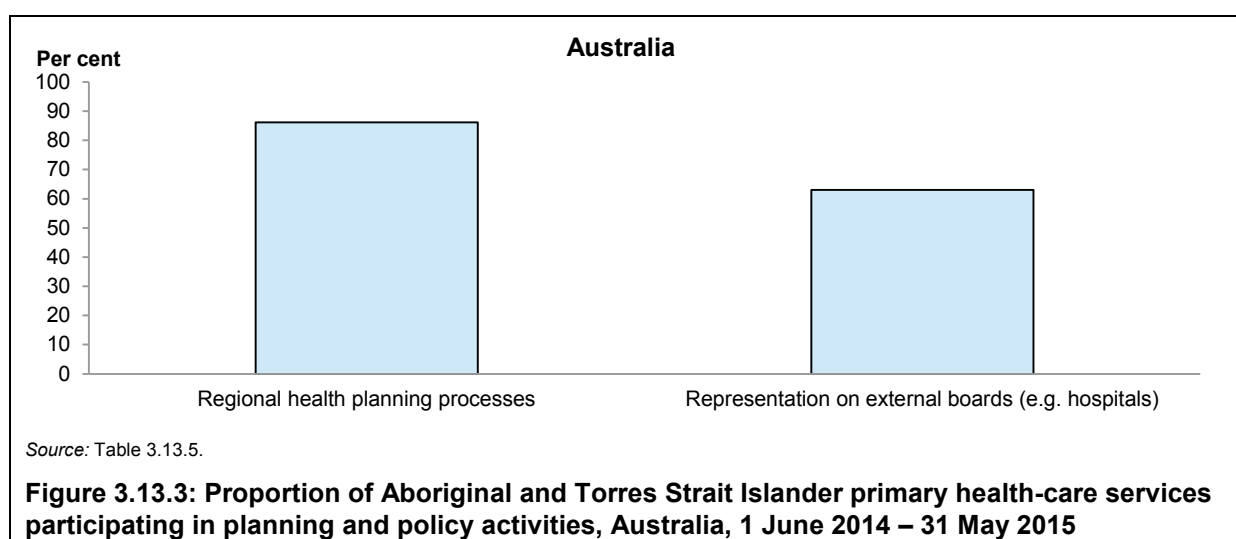 Australia
Per cent
100
90
80
70
60
50
40
30
20
10
0
Regional health planning processes
Representation on external boards (e.g. hospitals)
Source: Table 3.13.5.
Figure 3.13.3: Proportion of Aboriginal and Torres Strait Islander primary health-care services
participating in planning and policy activities, Australia, 1 June 2014 – 31 May 2015